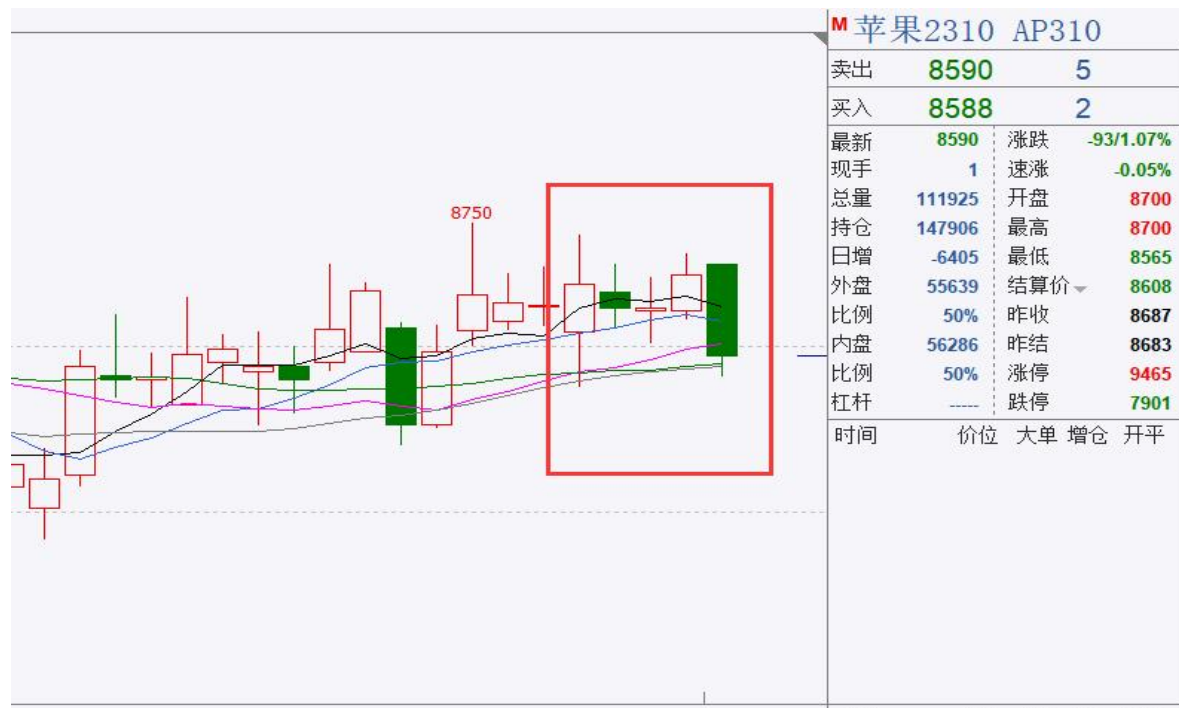 8750
M 苹果2310 AP310
卖出 8590 5
买入 8588 2
最新 8590 涨跌 -93/1.07%
现手 1 速涨 -0.05%
总量 111925 开盘 8700
持仓 147906 最高 8700
日增 -6405 最低 8565
外盘 55639 结算价 8608
比例 50% 昨收 8687
内盘 56286 昨结 8683
比例 50% 涨停 9465
杠杆 ----- 跌停 7901
时间 价位 大单 增仓 开平